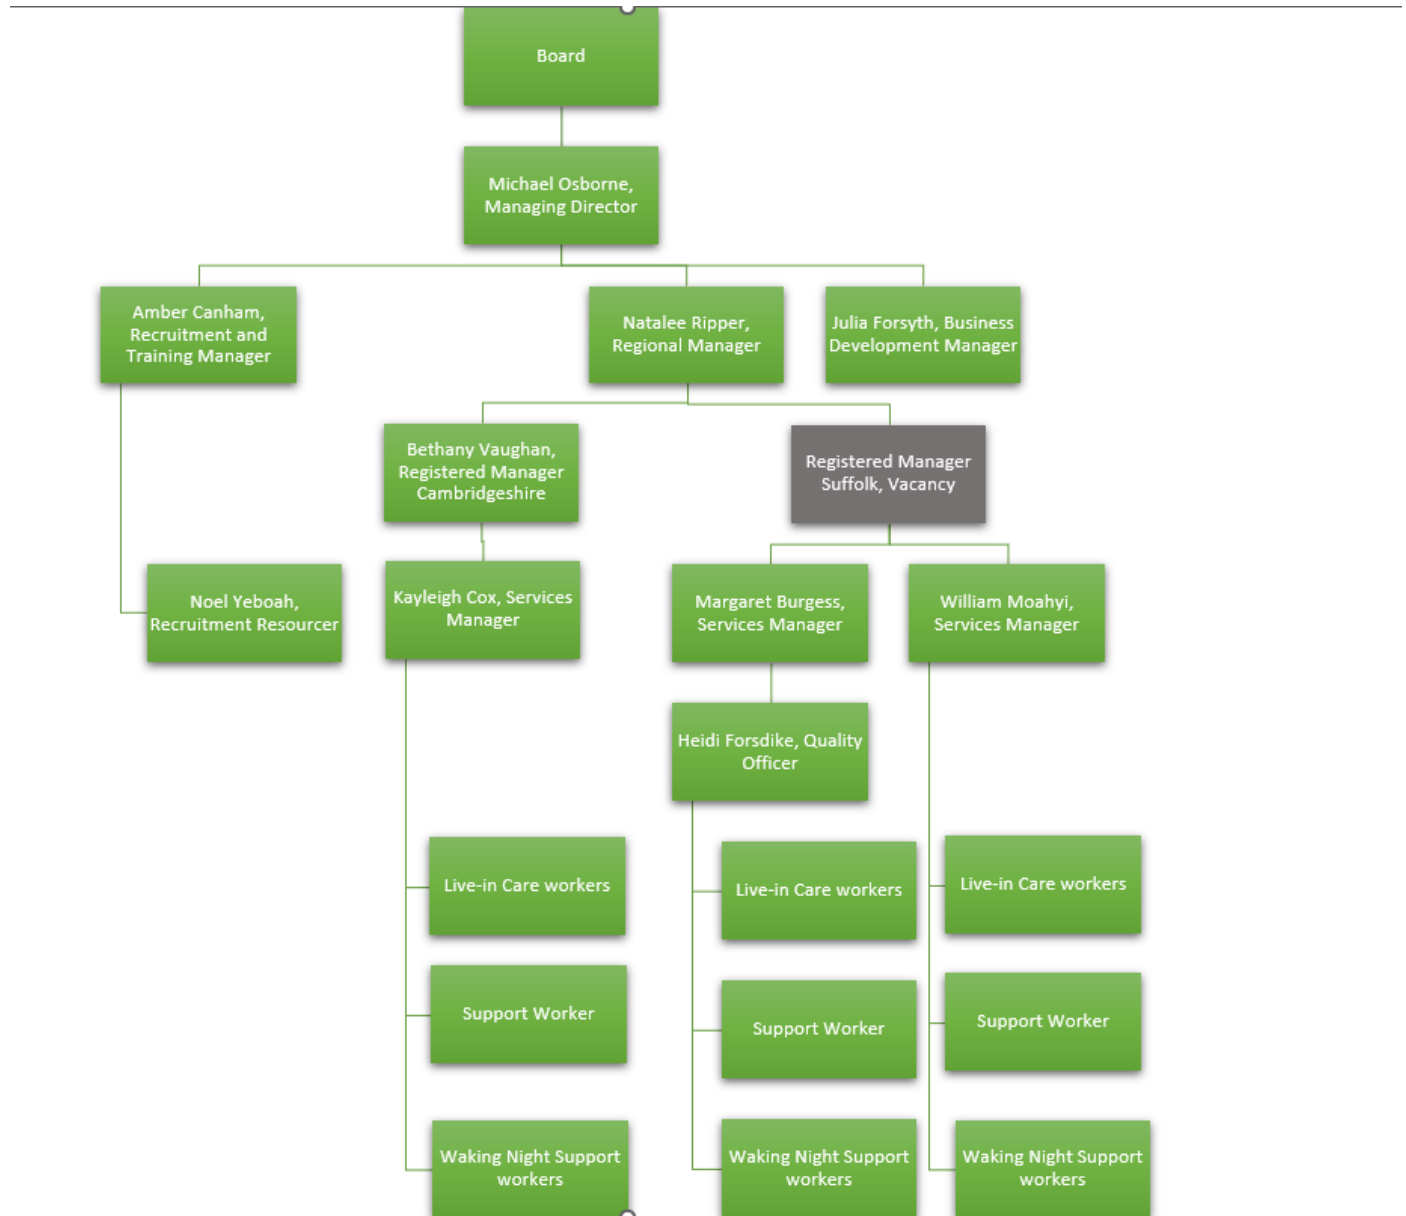 Board
Michael Osborne,
Managing Director
Amber Canham,
Recruitment and
Training Manager
Natalee Ripper,
Regional Manager
Julia Forsyth, Business
Development Manager
Bethany Vaughan,
Registered Manager
Cambridgeshire
Registered Manager
Suffolk, Vacancy
Noel Yeboah,
Recruitment Resourcer
Kayleigh Cox, Services
Manager
Margaret Burgess,
Services Manager
William Moahyi,
Services Manager
Heidi Forsdike, Quality
Officer
Live-in Care workers
Live-in Care workers
Live-in Care workers
Support Worker
Support Worker
Support Worker
Waking Night Support
workers
Waking Night Support
workers
Waking Night Support
workers